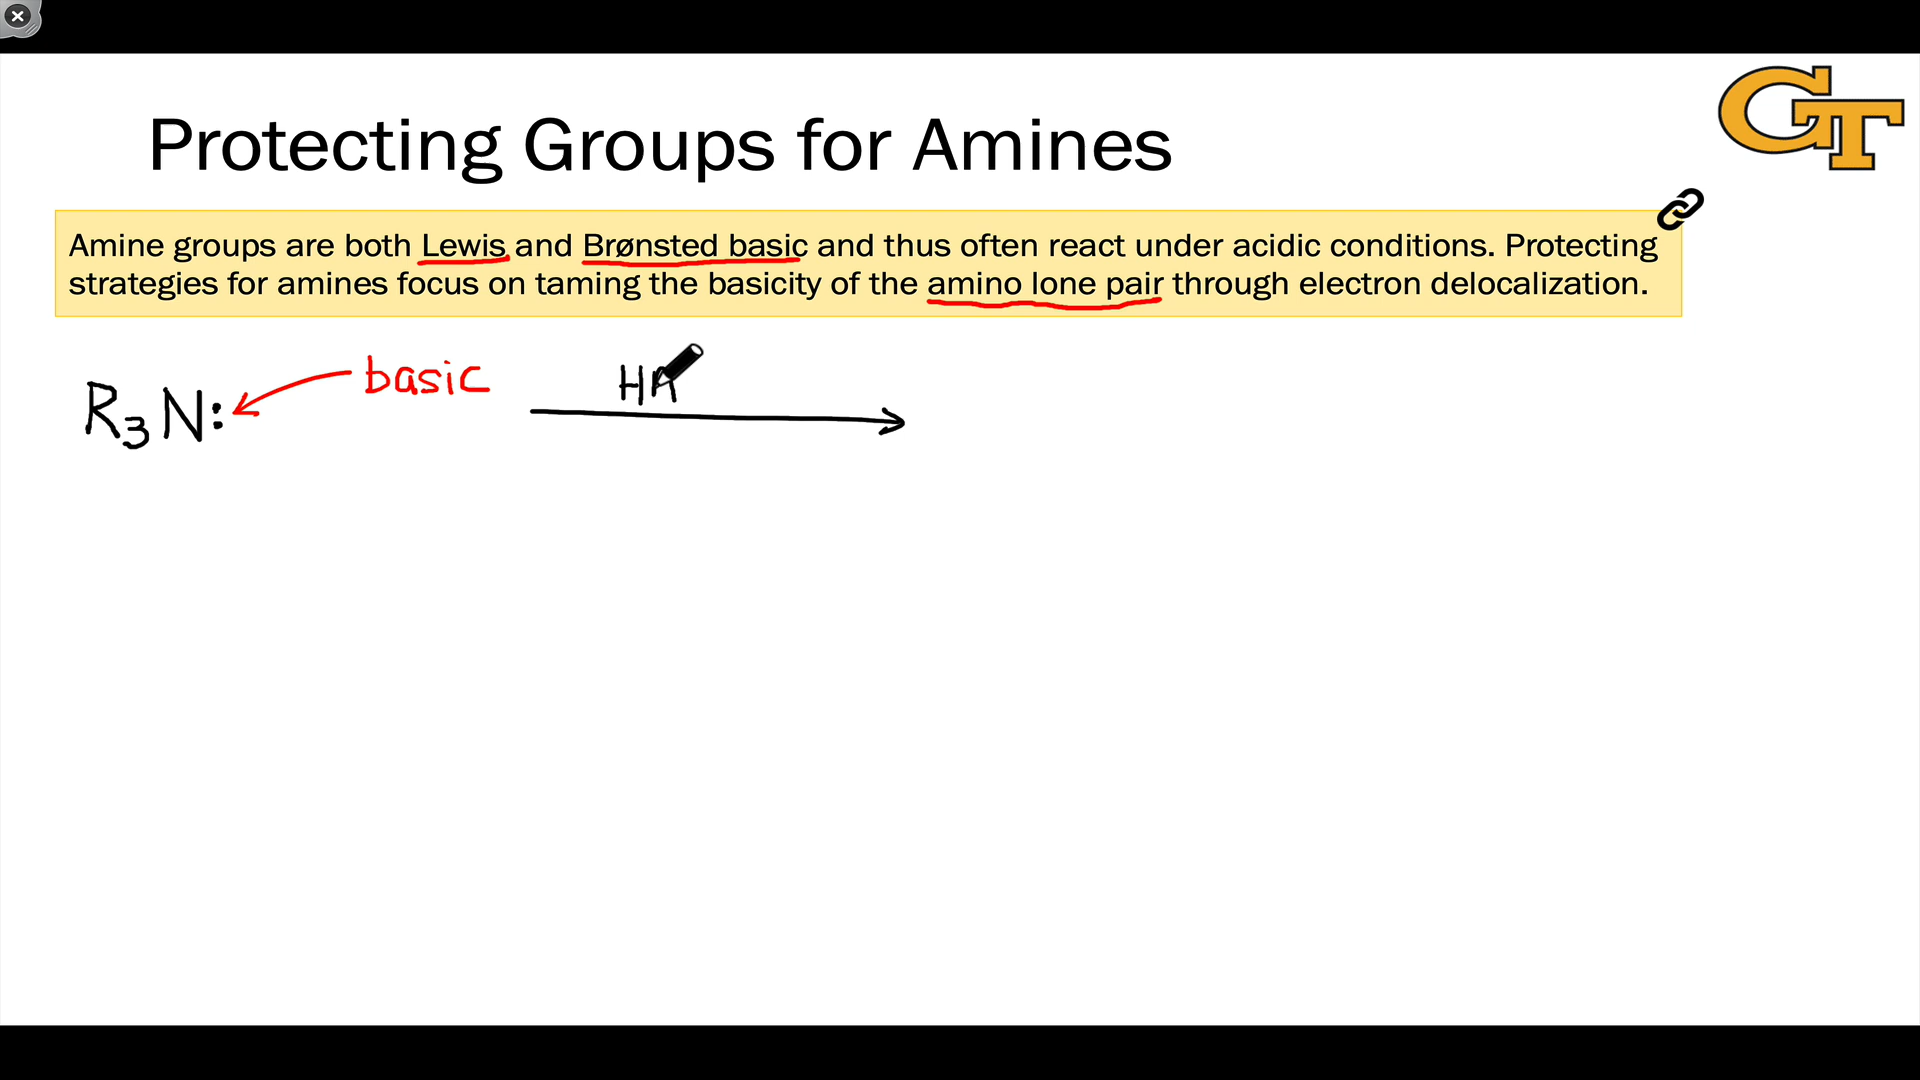 GT
Protecting Groups for Amines
Amine groups are both Lewis and Brønsted basic and thus often react under acidic conditions. Protecting
strategies for amines focus on taming the basicity of the amino lone pair through electron delocalization.
R₃N: basic HA